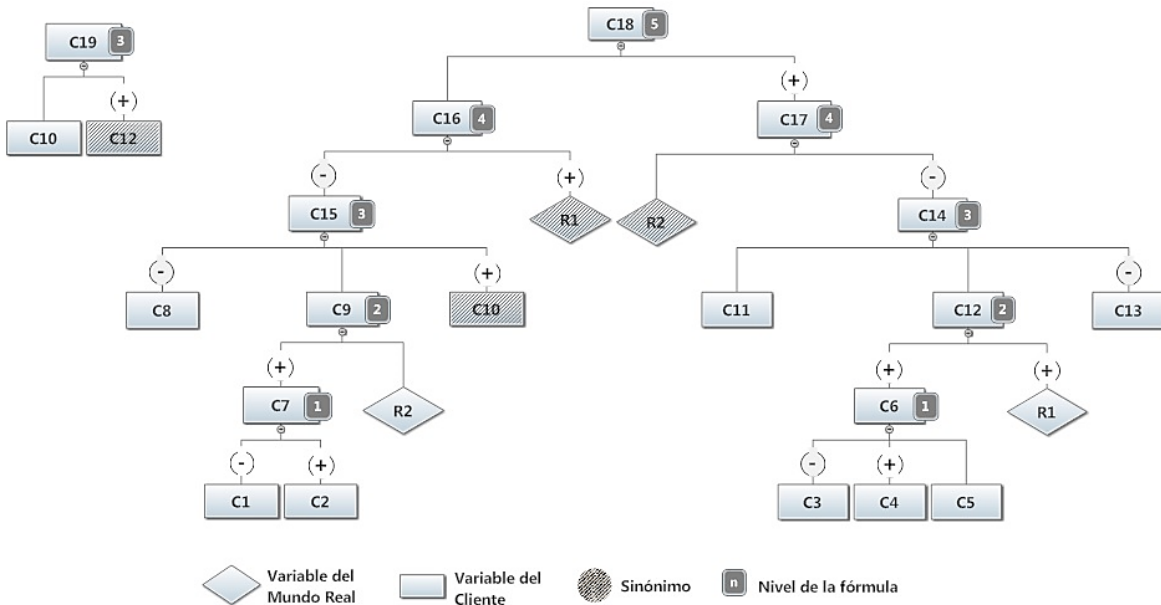 C18 5
C19 3
(+)
C16 4
C17 4
(+)
C10
C12
(-)
(+)
(-)
C15 3
R1
R2
C14 3
(-)
(+)
(-)
C8
C9 2
C10
C11
C12 2
C13
(+)
(+)
(+)
C7 1
R2
C6 1
R1
(-)
(+)
(-)
(+)
C1
C2
C3
C4
C5
Variable del
Mundo Real
Variable del
Cliente
Sinónimo
n
Nivel de la fórmula